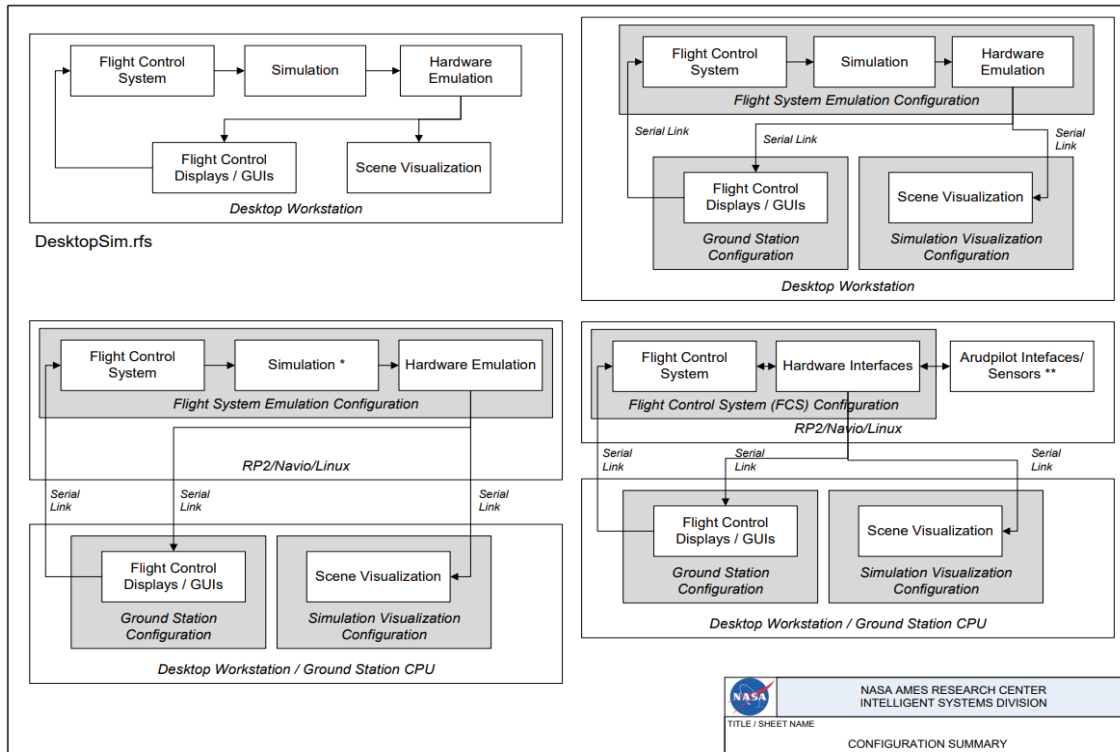 Flight Control
System
Simulation
Hardware
Emulation
Flight Control
Displays / GUIs
Scene Visualization
Desktop Workstation
DesktopSim.rfs
Flight Control
System
Simulation
Hardware
Emulation
Flight System Emulation Configuration
Serial Link
Serial
Link
Flight Control
Displays / GUIs
Ground Station
Configuration
Scene Visualization
Simulation Visualization
Configuration
Desktop Workstation
Flight Control
System
Simulation *
Hardware Emulation
Flight System Emulation Configuration
RP2/Navio/Linux
Serial
Link
Serial
Link
Serial
Link
Flight Control
Displays / GUIs
Ground Station
Configuration
Scene Visualization
Simulation Visualization
Configuration
Desktop Workstation / Ground Station CPU
Flight Control
System
Hardware Interfaces
Arudpilot Intefaces/
Sensors **
Flight Control System (FCS) Configuration
RP2/Navio/Linux
Serial
Link
Serial
Link
Serial
Link
Flight Control
Displays / GUIs
Ground Station
Configuration
Scene Visualization
Simulation Visualization
Configuration
Desktop Workstation / Ground Station CPU
NASA
NASA AMES RESEARCH CENTER
INTELLIGENT SYSTEMS DIVISION
TITLE / SHEET NAME
CONFIGURATION SUMMARY